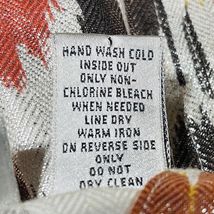 HAND WASH COLD
INSIDE OUT
ONLY NON-
CHLORINE BLEACH
WHEN NEEDED
LINE DRY
WARM IRON
ON REVERSE SIDE
ONLY
DO NOT
DRY CLEAN